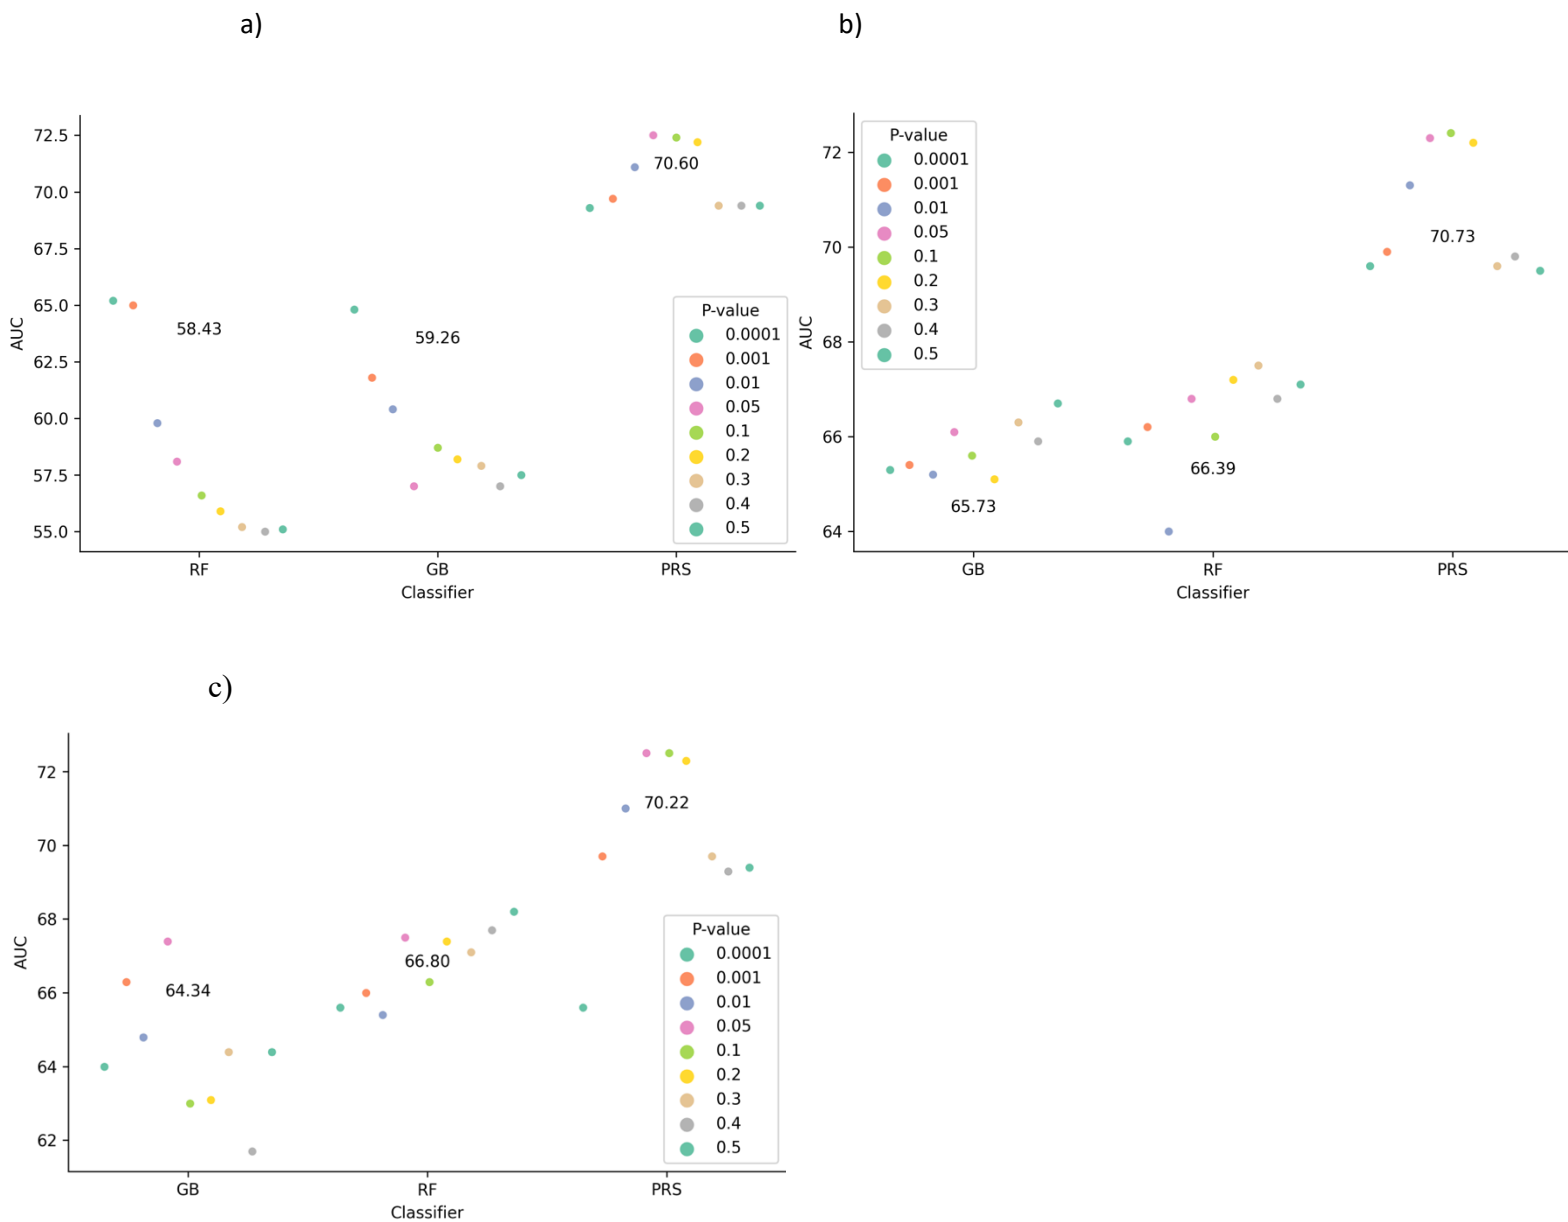 a)
72.5
70.0
67.5
65.0
62.5
60.0
57.5
55.0
AUC
58.43
59.26
70.60
P-value
0.0001
0.001
0.01
0.05
0.1
0.2
0.3
0.4
0.5
RF
GB
PRS
Classifier
b)
72
70
68
66
64
AUC
P-value
0.0001
0.001
0.01
0.05
0.1
0.2
0.3
0.4
0.5
65.73
66.39
70.73
GB
RF
PRS
Classifier
c)
72
70
68
66
64
62
AUC
64.34
66.80
70.22
P-value
0.0001
0.001
0.01
0.05
0.1
0.2
0.3
0.4
0.5
GB
RF
PRS
Classifier